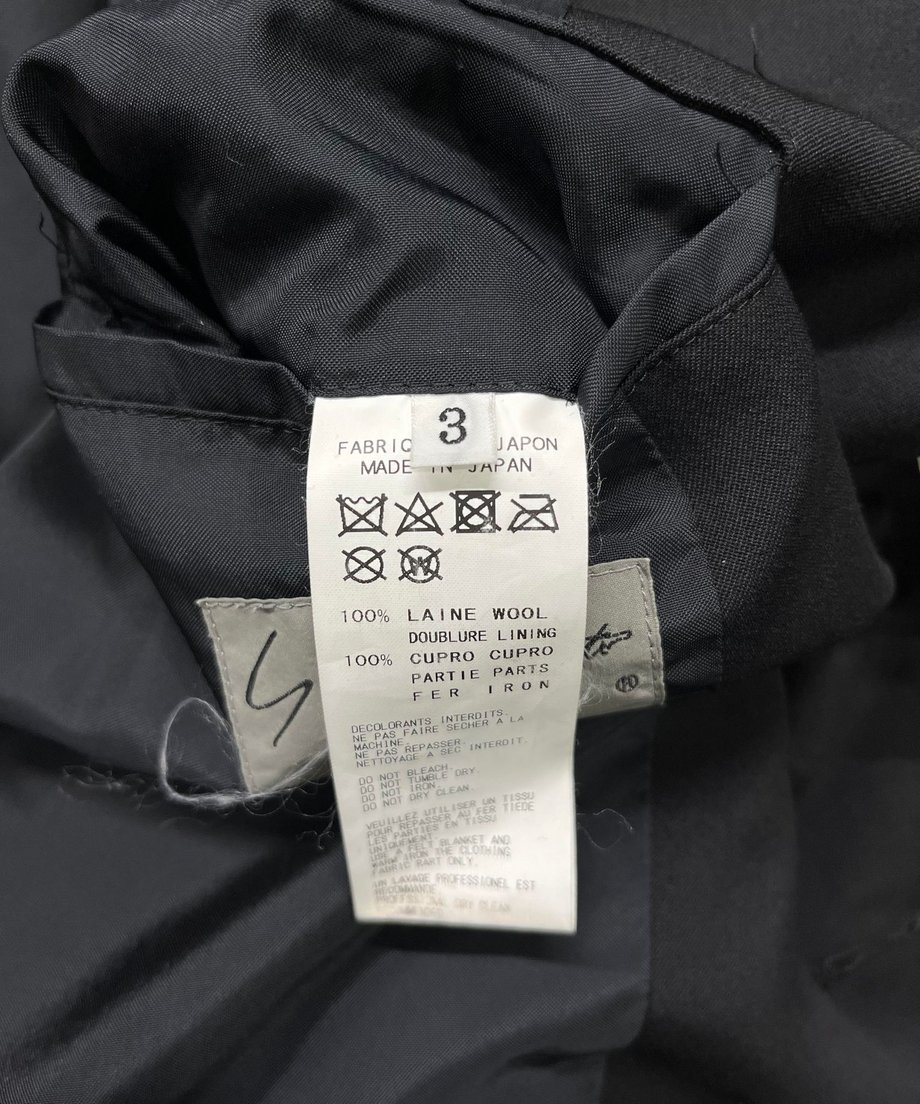 3
FABRIC JAPON
MADE IN JAPAN
W
100% LAINE WOOL
DOUBLURE LINING
100% CUPRO CUPRO
PARTIE PARTS
FER IRON
DECOLORANTS INTERDITS.
NE PAS FAIRE SECHER A LA
MACHINE.
NE PAS REPASSER.
NETTOYAGE A SEC INTERDIT.
DO NOT BLEACH.
DO NOT TUMBLE DRY.
DO NOT IRON.
DO NOT DRY CLEAN.
VEUILLEZ UTILISER UN TISSU
POUR REPASSER AU FER TIEDE
LES PARTIES EN TISSU
UNIQUEMENT.
USE A FELT BLANKET AND
WARM IRON THE CLOTHING
FABRIC PART ONLY.
UN LAVAGE PROFESSIONEL EST
RECOMMANDE.
PROFESSIONAL DRY CLEAN